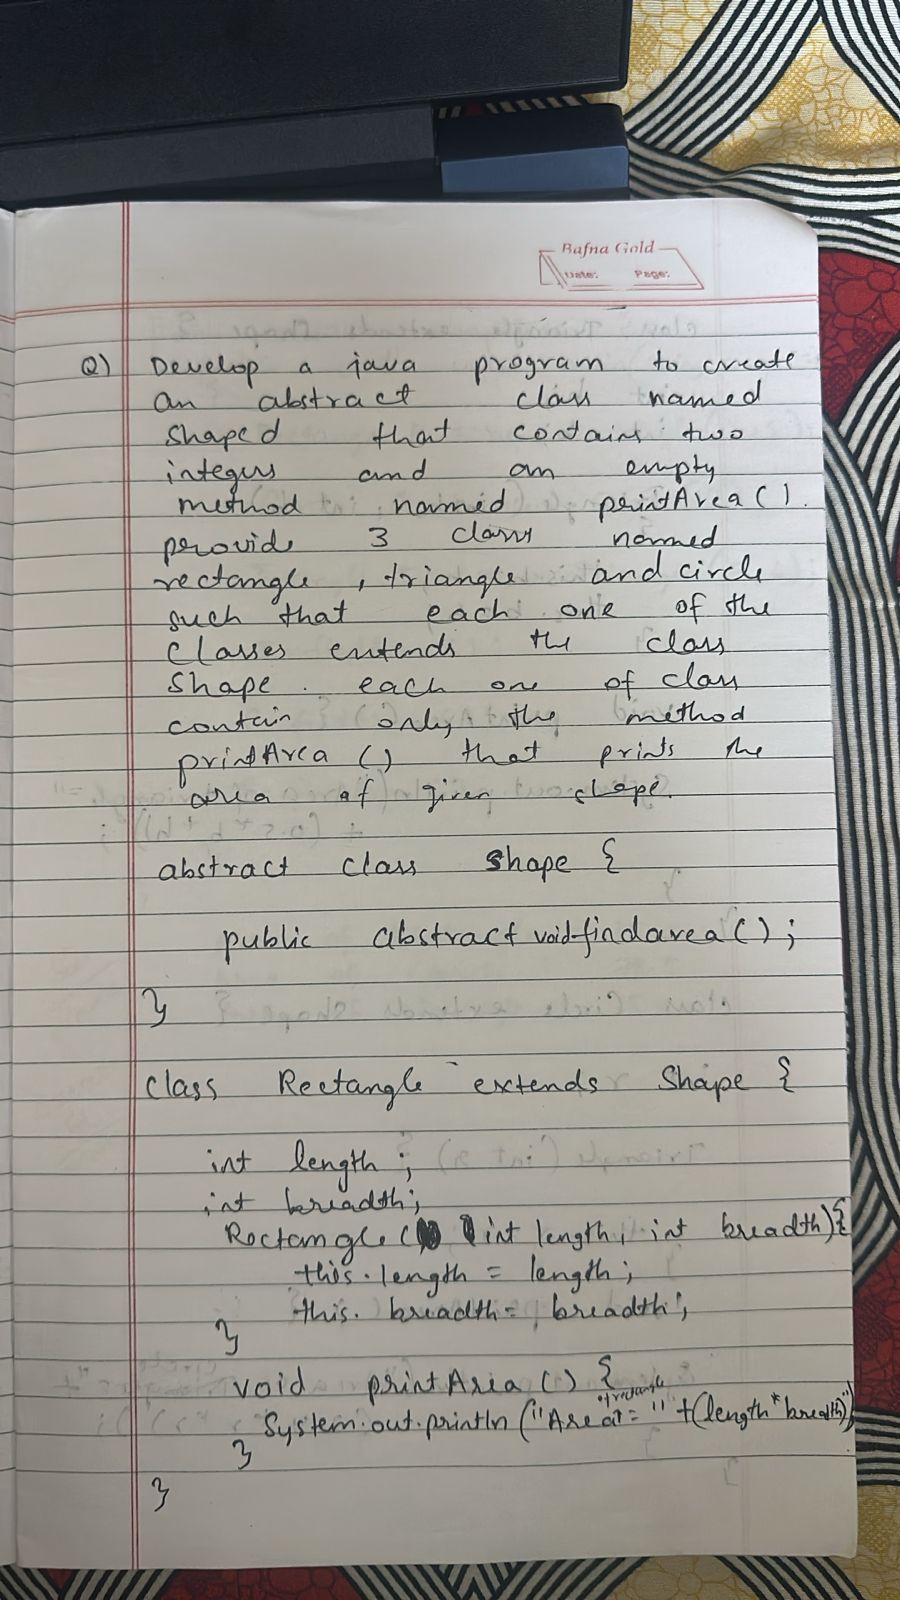 Bafna Gold
Date: Page:
Q) Develop a java program to create
an abstract class named
shaped that contains two
integers and an empty
method named printArea().
provide 3 class named
rectangle, triangle and circle
such that each one of the
classes extends the class
shape. each one of class
contain only the method
printArea () that prints the
area of given shape.
abstract class Shape {
public abstract void findarea();
}
class Rectangle extends Shape {
int length;
int breadth;
Rectangle ( int length, int breadth){
this.length = length;
this.breadth = breadth;
}
void printArea () {
of rectangle
System.out.println ("Area = " +(length*breadth)")
}
}